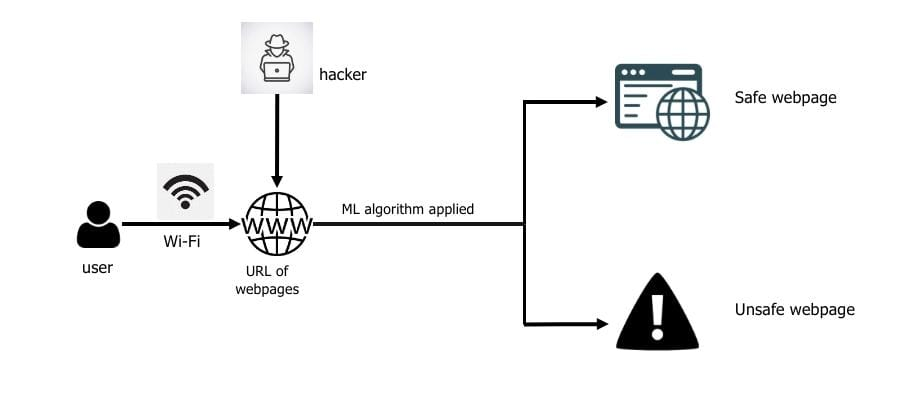 hacker
Safe webpage
ML algorithm applied
WWW
Wi-Fi
user
URL of
webpages
Unsafe webpage